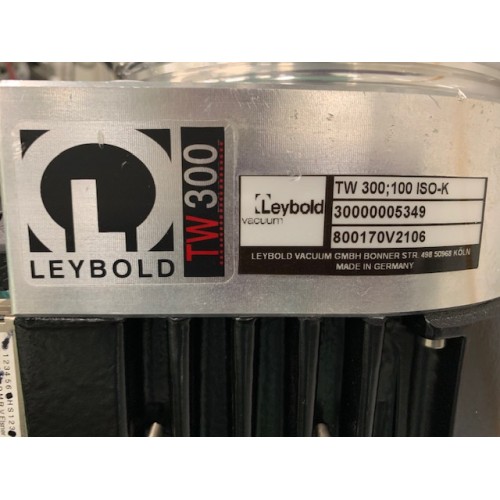 L
LEYBOLD
TW 300
Leybold
vacuum
TW 300;100 ISO-K
30000005349
800170V2106
LEYBOLD VACUUM GMBH BONNER STR. 498 50968 KÖLN
MADE IN GERMANY